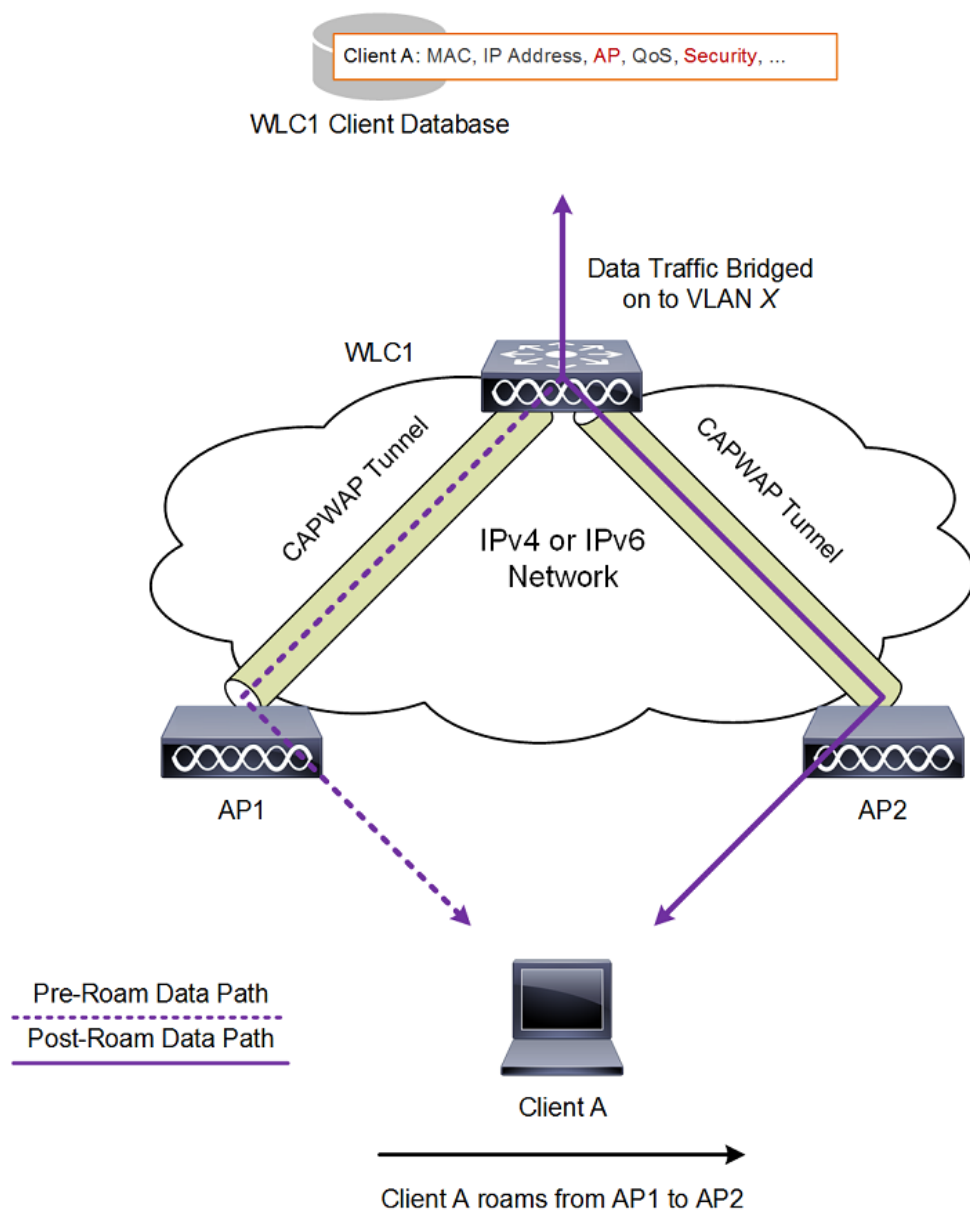 Client A: MAC, IP Address, AP, QoS, Security, ...
WLC1 Client Database
Data Traffic Bridged
on to VLAN X
WLC1
CAPWAP Tunnel
CAPWAP Tunnel
IPv4 or IPv6
Network
AP1
AP2
Pre-Roam Data Path
Post-Roam Data Path
Client A
Client A roams from AP1 to AP2